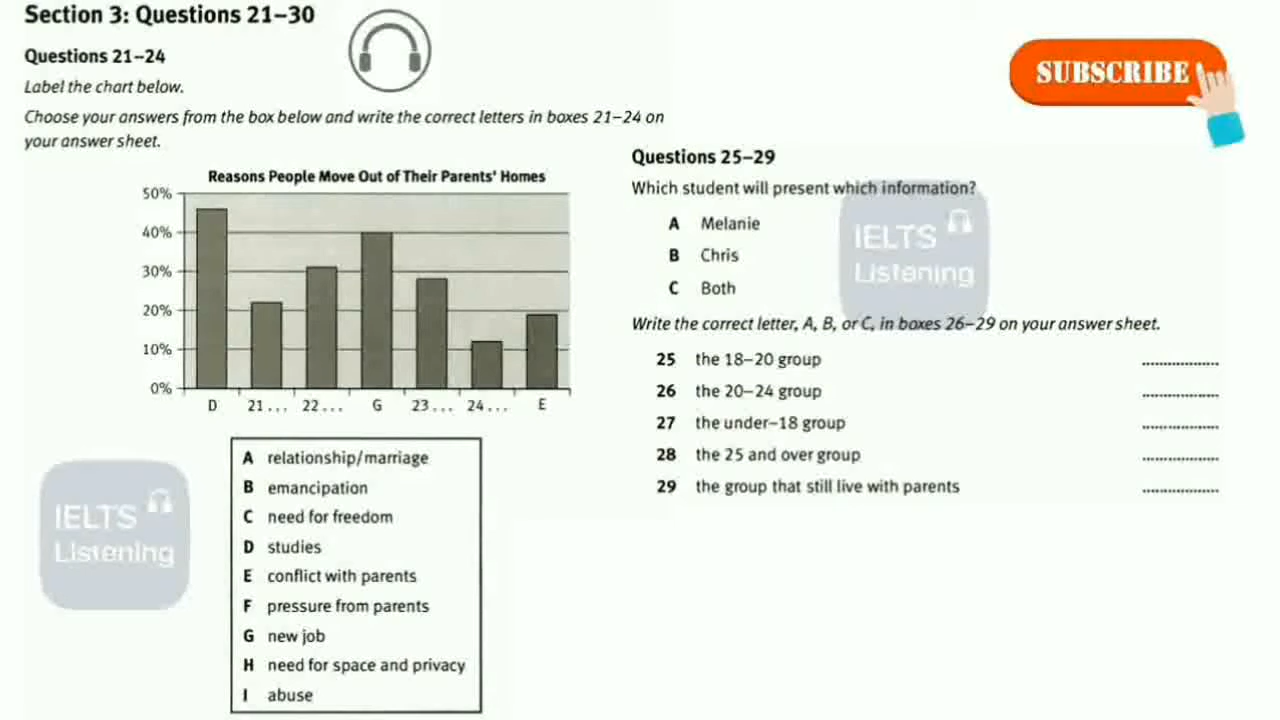 Section 3: Questions 21–30
Questions 21–24
Label the chart below.
Choose your answers from the box below and write the correct letters in boxes 21–24 on
your answer sheet.
Reasons People Move Out of Their Parents' Homes
50%
40%
30%
20%
10%
0%
D 21... 22... G 23... 24... E
A relationship/marriage
B emancipation
C need for freedom
D studies
E conflict with parents
F pressure from parents
G new job
H need for space and privacy
I abuse
IELTS
Listening
SUBSCRIBE
Questions 25–29
Which student will present which information?
A Melanie
B Chris
C Both
IELTS
Listening
Write the correct letter, A, B, or C, in boxes 26–29 on your answer sheet.
25 the 18–20 group ....................
26 the 20–24 group ....................
27 the under–18 group ....................
28 the 25 and over group ....................
29 the group that still live with parents ....................